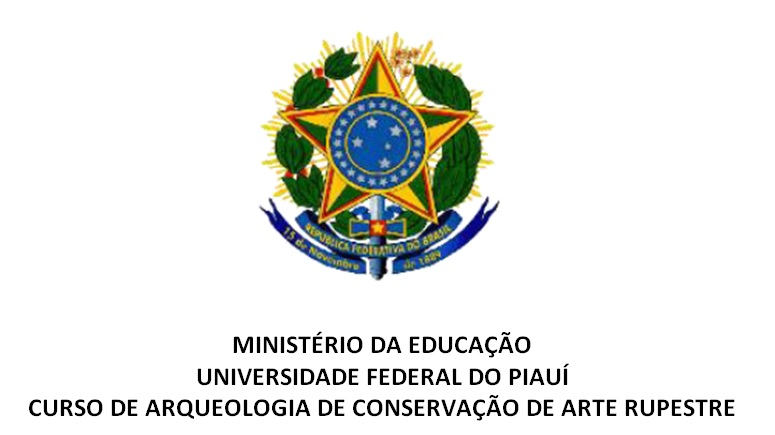 REPÚBLICA FEDERATIVA DO BRASIL
15 de Novembro de 1889
MINISTÉRIO DA EDUCAÇÃO
UNIVERSIDADE FEDERAL DO PIAUÍ
CURSO DE ARQUEOLOGIA DE CONSERVAÇÃO DE ARTE RUPESTRE